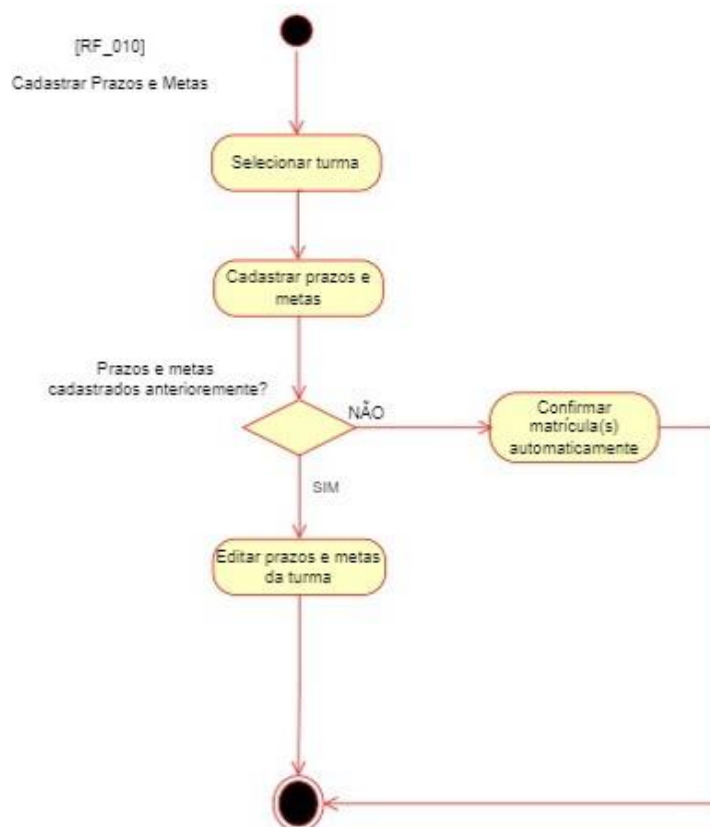 [RF_010]
Cadastrar Prazos e Metas
Selecionar turma
Cadastrar prazos e
metas
Prazos e metas
cadastrados anterioremente?
NÃO
Confirmar
matrícula(s)
automaticamente
SIM
Editar prazos e metas
da turma